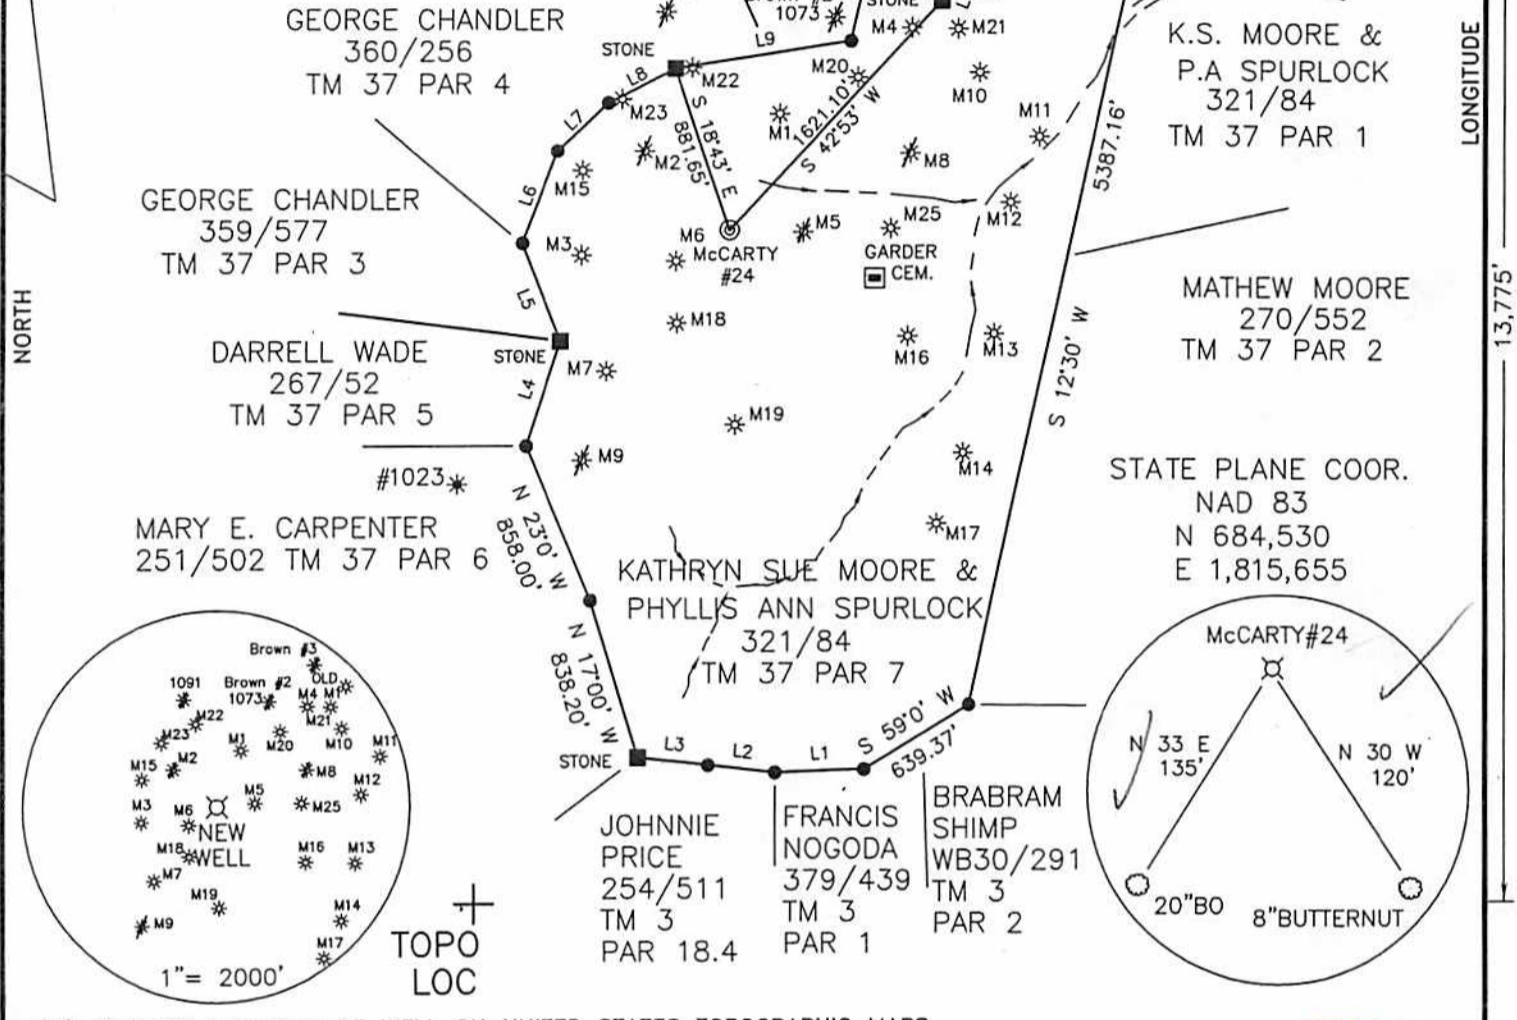 GEORGE CHANDLER
360/256
TM 37 PAR 4
STONE
1073
STONE
M4
M21
K.S. MOORE &
P.A SPURLOCK
321/84
TM 37 PAR 1
LONGITUDE
L9
L8
M22
M20
M10
M23
M1
M11
L7
S 18°43' E
881.65'
1621.10'
S 42°53' W
5387.16'
M2
M8
M15
L6
GEORGE CHANDLER
359/577
TM 37 PAR 3
M3
M6
McCARTY
#24
M5
M25
M12
GARDER
CEM.
NORTH
L5
M18
MATHEW MOORE
270/552
TM 37 PAR 2
13,775'
DARRELL WADE
267/52
TM 37 PAR 5
STONE
M7
M16
M13
S 12°30' W
L4
M19
#1023
M9
M14
STATE PLANE COOR.
NAD 83
N 684,530
E 1,815,655
MARY E. CARPENTER
251/502 TM 37 PAR 6
N 23°0' W
858.00'
M17
KATHRYN SUE MOORE &
PHYLLIS ANN SPURLOCK
321/84
TM 37 PAR 7
N 17°00' W
838.20'
STONE
L3
L2
L1
S 59°0' W
639.37'
McCARTY#24
N 33 E
135'
N 30 W
120'
20"BO
8"BUTTERNUT
JOHNNIE
PRICE
254/511
TM 3
PAR 18.4
FRANCIS
NOGODA
379/439
TM 3
PAR 1
BRABRAM
SHIMP
WB30/291
TM 3
PAR 2
Brown #3
1091
Brown #2
1073
OLD
M4
M1
M22
M21
M23
M1
M20
M10
M11
M2
M8
M15
M12
M3
M6
M5
M25
NEW
WELL
M18
M16
M13
M7
M19
M14
M9
M17
1"= 2000'
TOPO
LOC